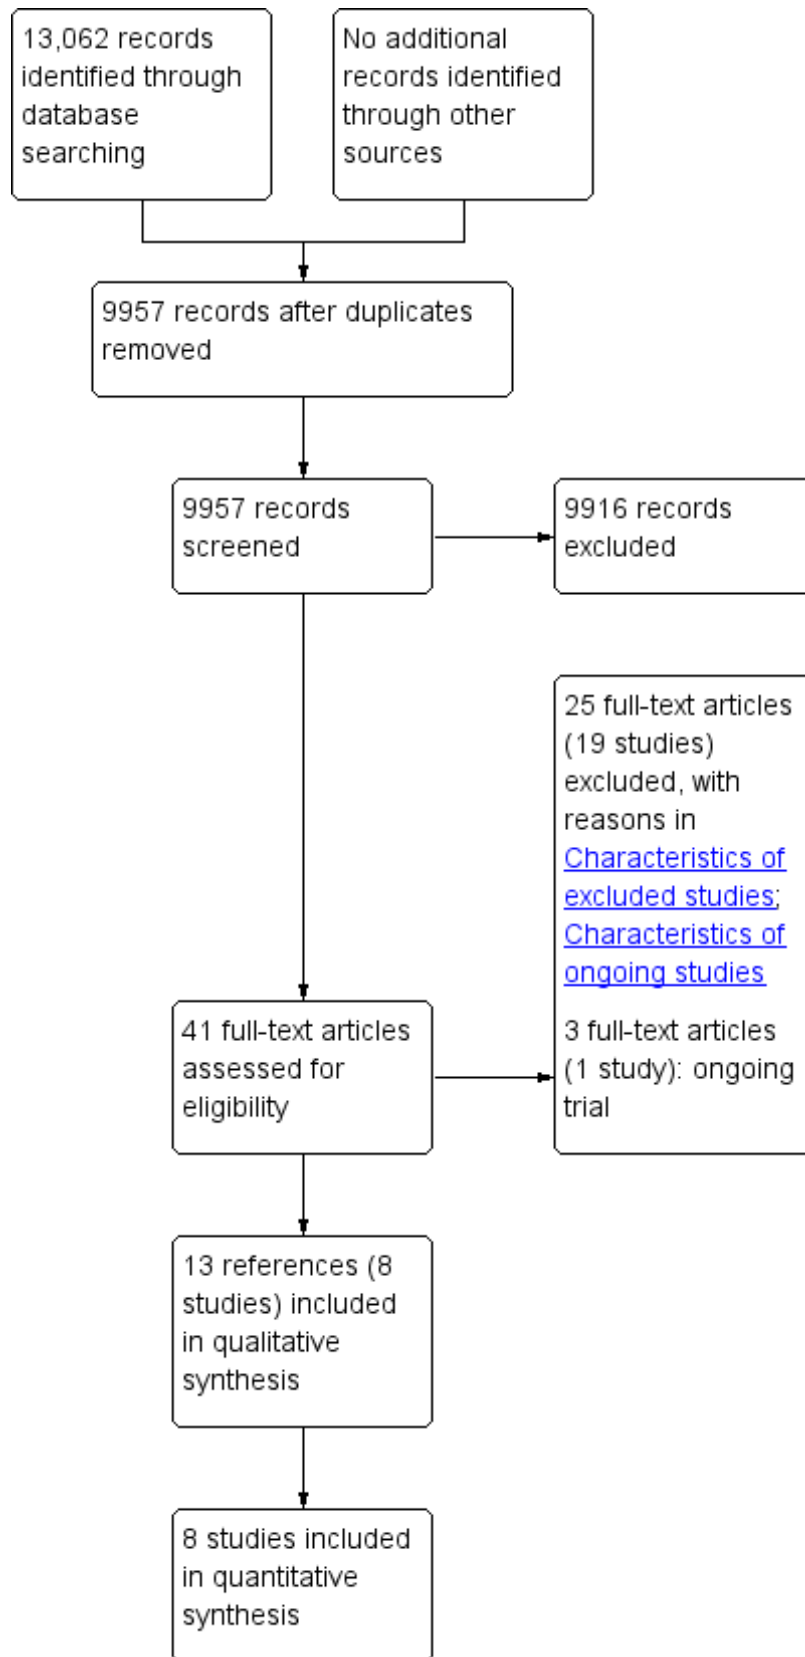 13,062 records
identified through
database
searching
No additional
records identified
through other
sources
9957 records after duplicates
removed
9957 records
screened
9916 records
excluded
25 full-text articles
(19 studies)
excluded, with
reasons in
Characteristics of
excluded studies;
Characteristics of
ongoing studies
3 full-text articles
(1 study): ongoing
trial
41 full-text articles
assessed for
eligibility
13 references (8
studies) included
in qualitative
synthesis
8 studies included
in quantitative
synthesis